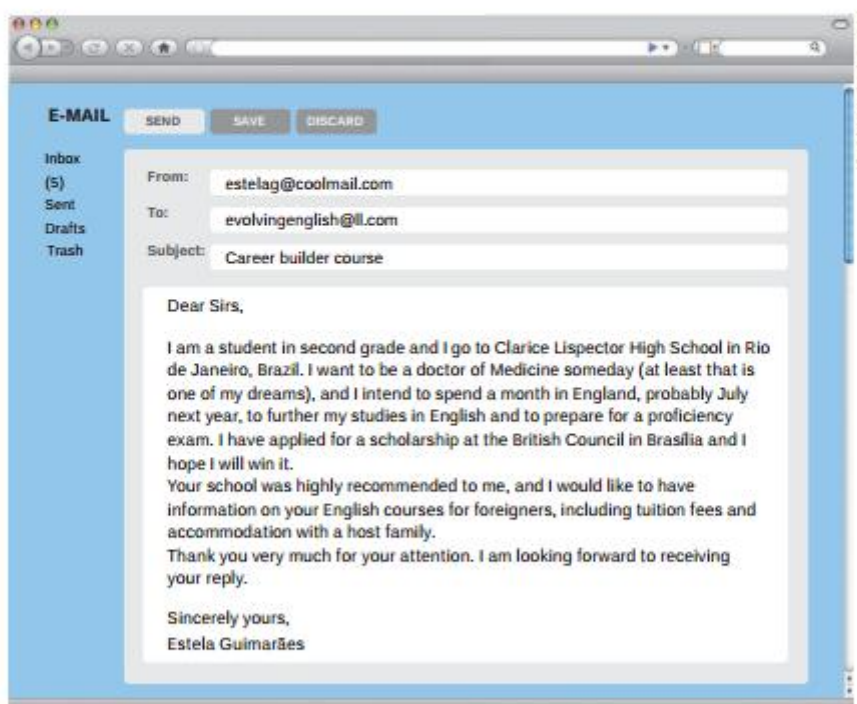 E-MAIL
SEND
SAVE
DISCARD
Inbox
(5)
Sent
Drafts
Trash
From:
estelag@coolmail.com
To:
evolvingenglish@ll.com
Subject:
Career builder course
Dear Sirs,
I am a student in second grade and I go to Clarice Lispector High School in Rio
de Janeiro, Brazil. I want to be a doctor of Medicine someday (at least that is
one of my dreams), and I intend to spend a month in England, probably July
next year, to further my studies in English and to prepare for a proficiency
exam. I have applied for a scholarship at the British Council in Brasília and I
hope I will win it.
Your school was highly recommended to me, and I would like to have
information on your English courses for foreigners, including tuition fees and
accommodation with a host family.
Thank you very much for your attention. I am looking forward to receiving
your reply.
Sincerely yours,
Estela Guimarães